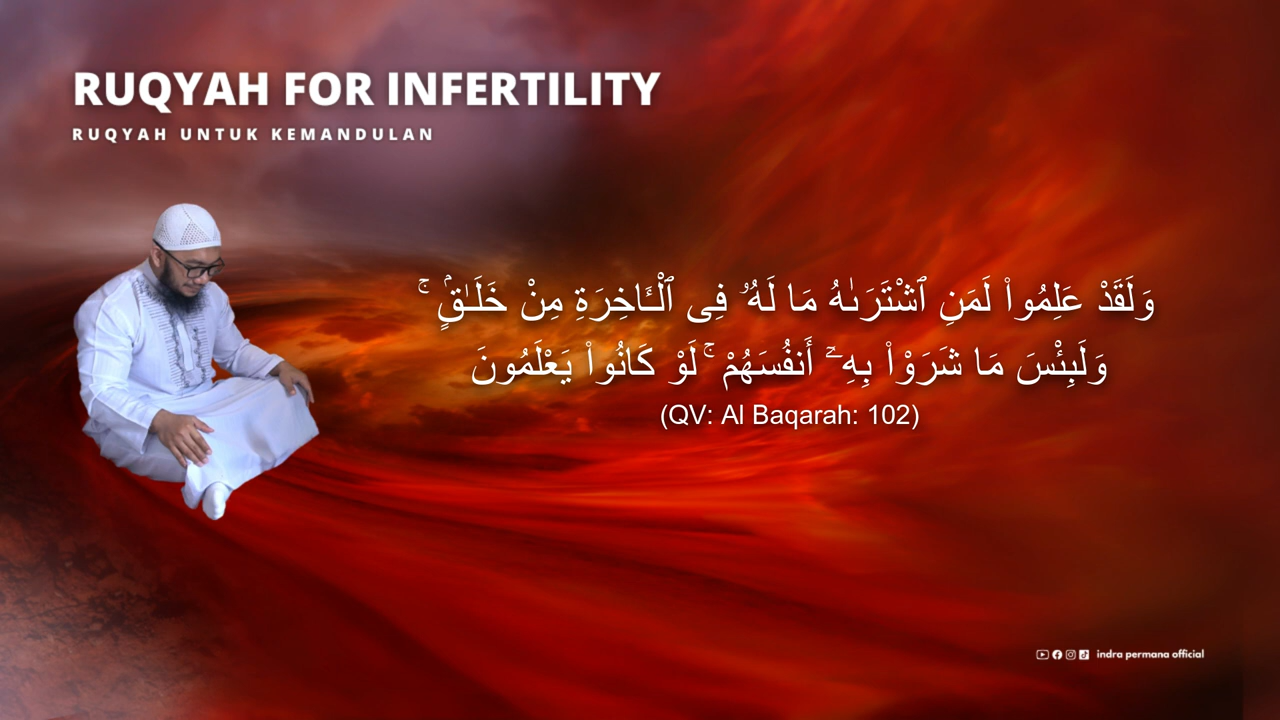 RUQYAH FOR INFERTILITY
RUQYAH UNTUK KEMANDULAN
وَلَقَدْ عَلِمُوا۟ لَمَنِ ٱشْتَرَىٰهُ مَا لَهُۥ فِى ٱلْـَٔاخِرَةِ مِنْ خَلَـٰقٍۢ ۚ
وَلَبِئْسَ مَا شَرَوْا۟ بِهِۦٓ أَنفُسَهُمْ ۚ لَوْ كَانُوا۟ يَعْلَمُونَ
(QV: Al Baqarah: 102)
indra permana official